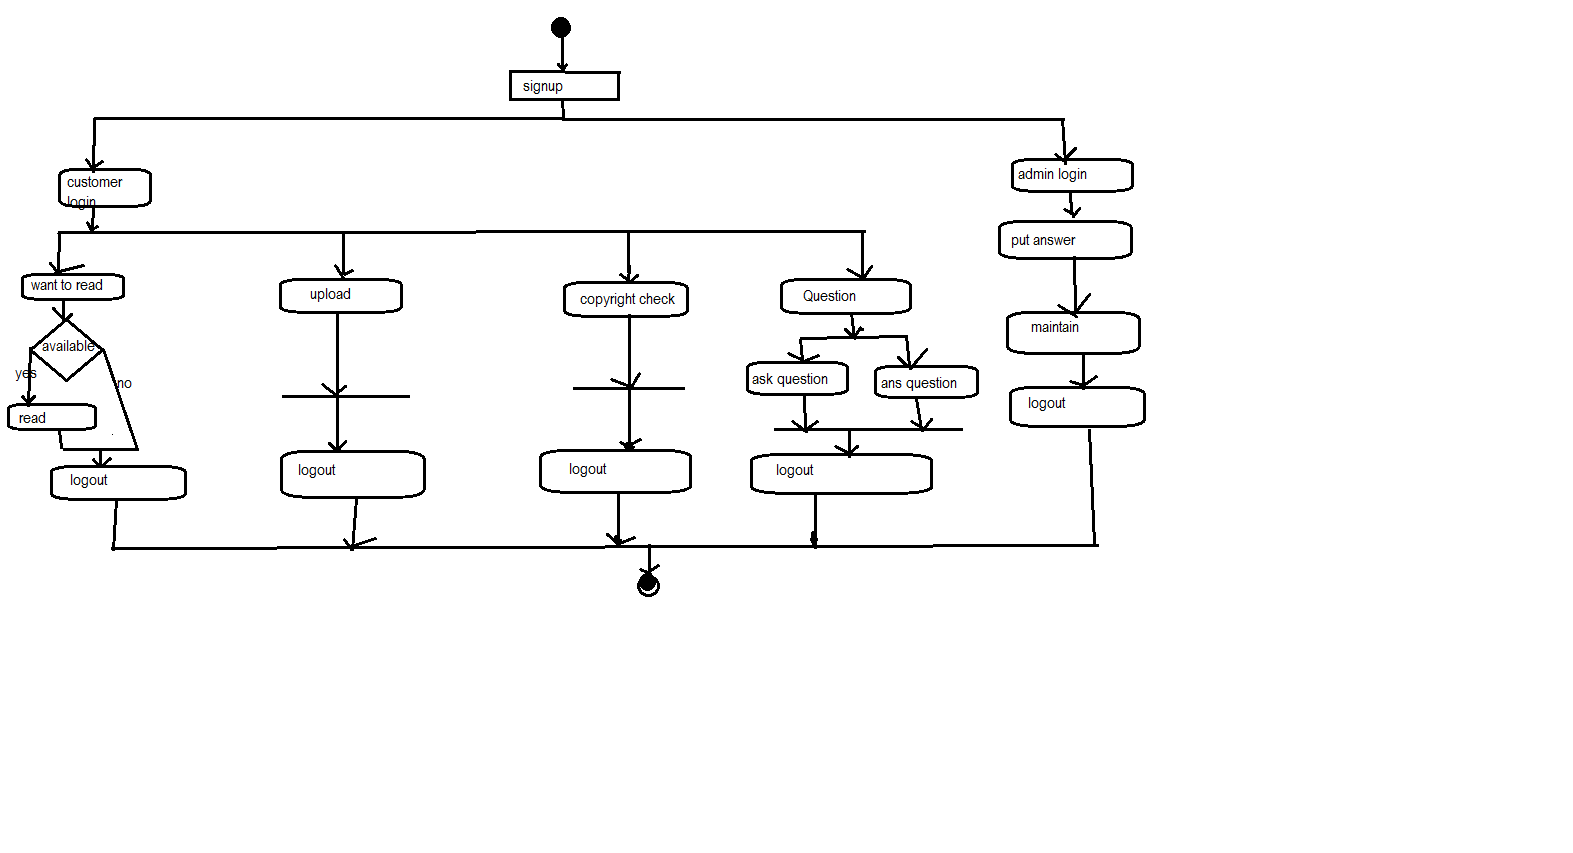 signup
customer
login
admin login
put answer
want to read
upload
copyright check
Question
maintain
available
yes
no
ask question
ans question
read
logout
logout
logout
logout
logout